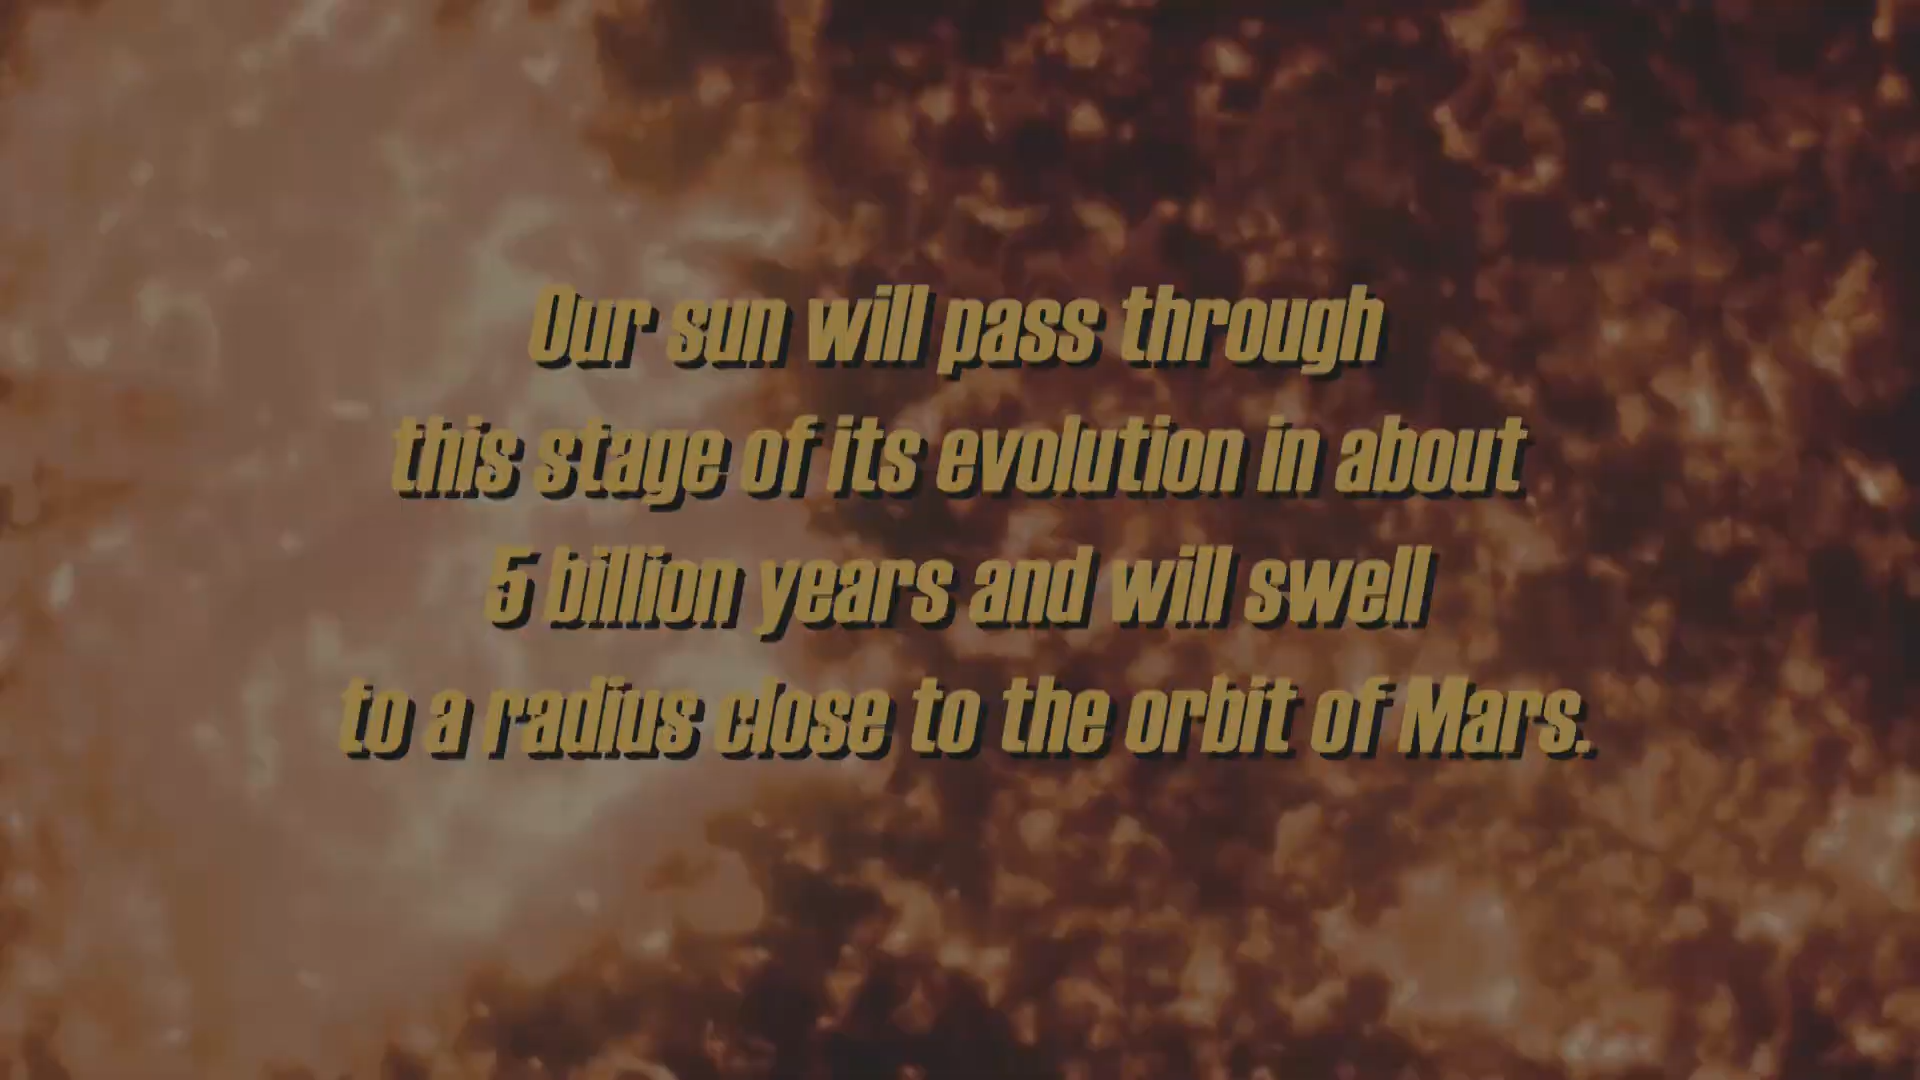 Our sun will pass through
this stage of its evolution in about
5 billion years and will swell
to a radius close to the orbit of Mars.